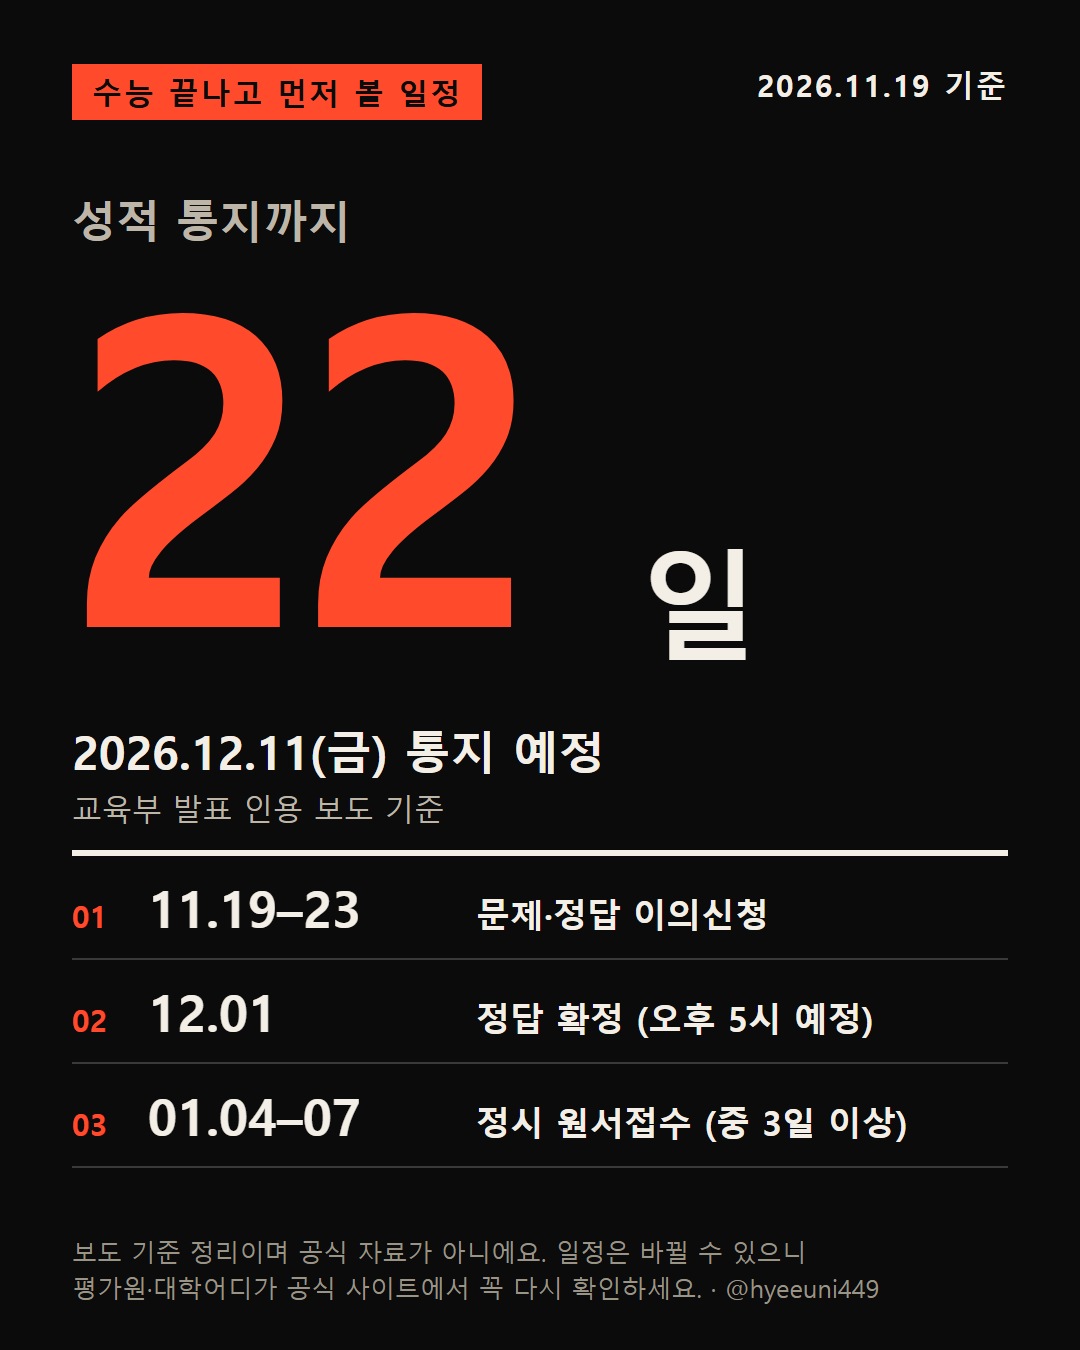 수능 끝나고 먼저 볼 일정
2026.11.19 기준
성적 통지까지
22 일
2026.12.11(금) 통지 예정
교육부 발표 인용 보도 기준
01 11.19–23 문제·정답 이의신청
02 12.01 정답 확정 (오후 5시 예정)
03 01.04–07 정시 원서접수 (중 3일 이상)
보도 기준 정리이며 공식 자료가 아니에요. 일정은 바뀔 수 있으니
평가원·대학어디가 공식 사이트에서 꼭 다시 확인하세요. · @hyeeuni449